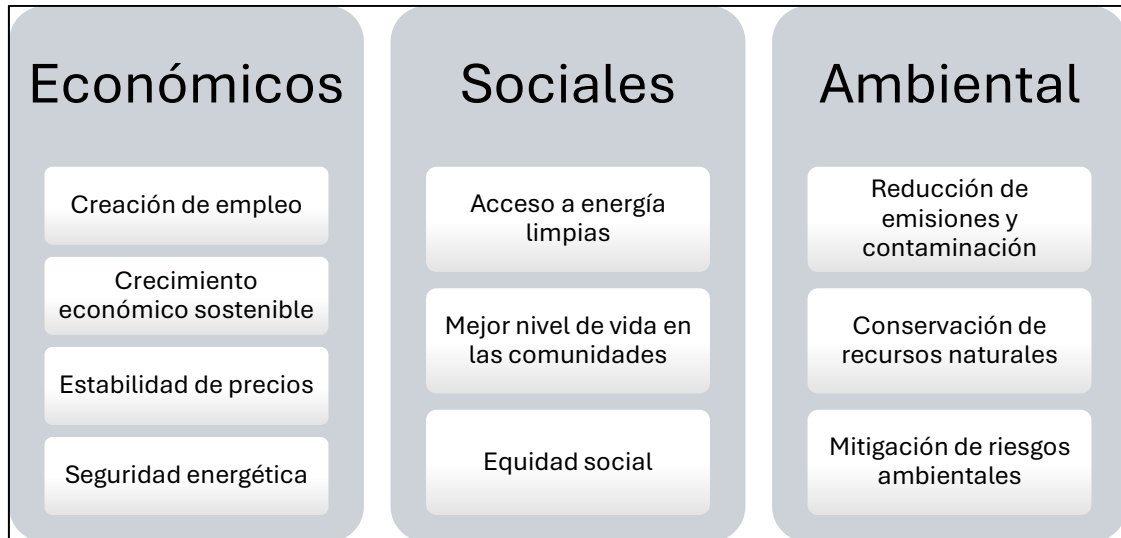 Económicos
Creación de empleo
Crecimiento
económico sostenible
Estabilidad de precios
Seguridad energética
Sociales
Acceso a energía
limpias
Mejor nivel de vida en
las comunidades
Equidad social
Ambiental
Reducción de
emisiones y
contaminación
Conservación de
recursos naturales
Mitigación de riesgos
ambientales